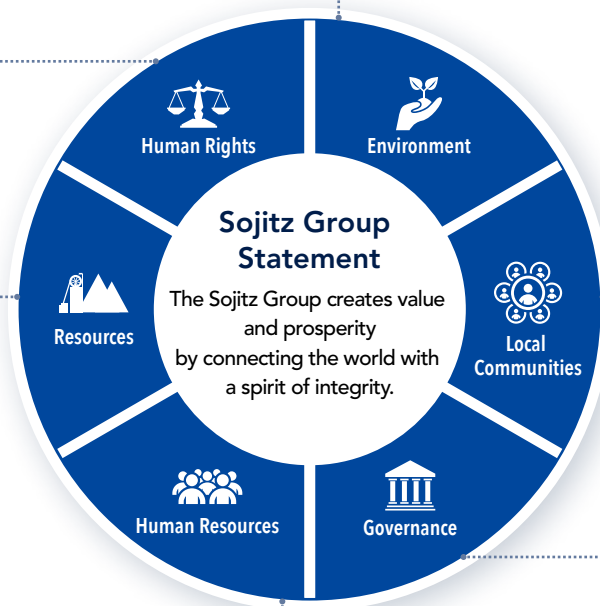 Human Rights
Environment
Sojitz Group
Statement
The Sojitz Group creates value
and prosperity
by connecting the world with
a spirit of integrity.
Resources
Local
Communities
Human Resources
Governance